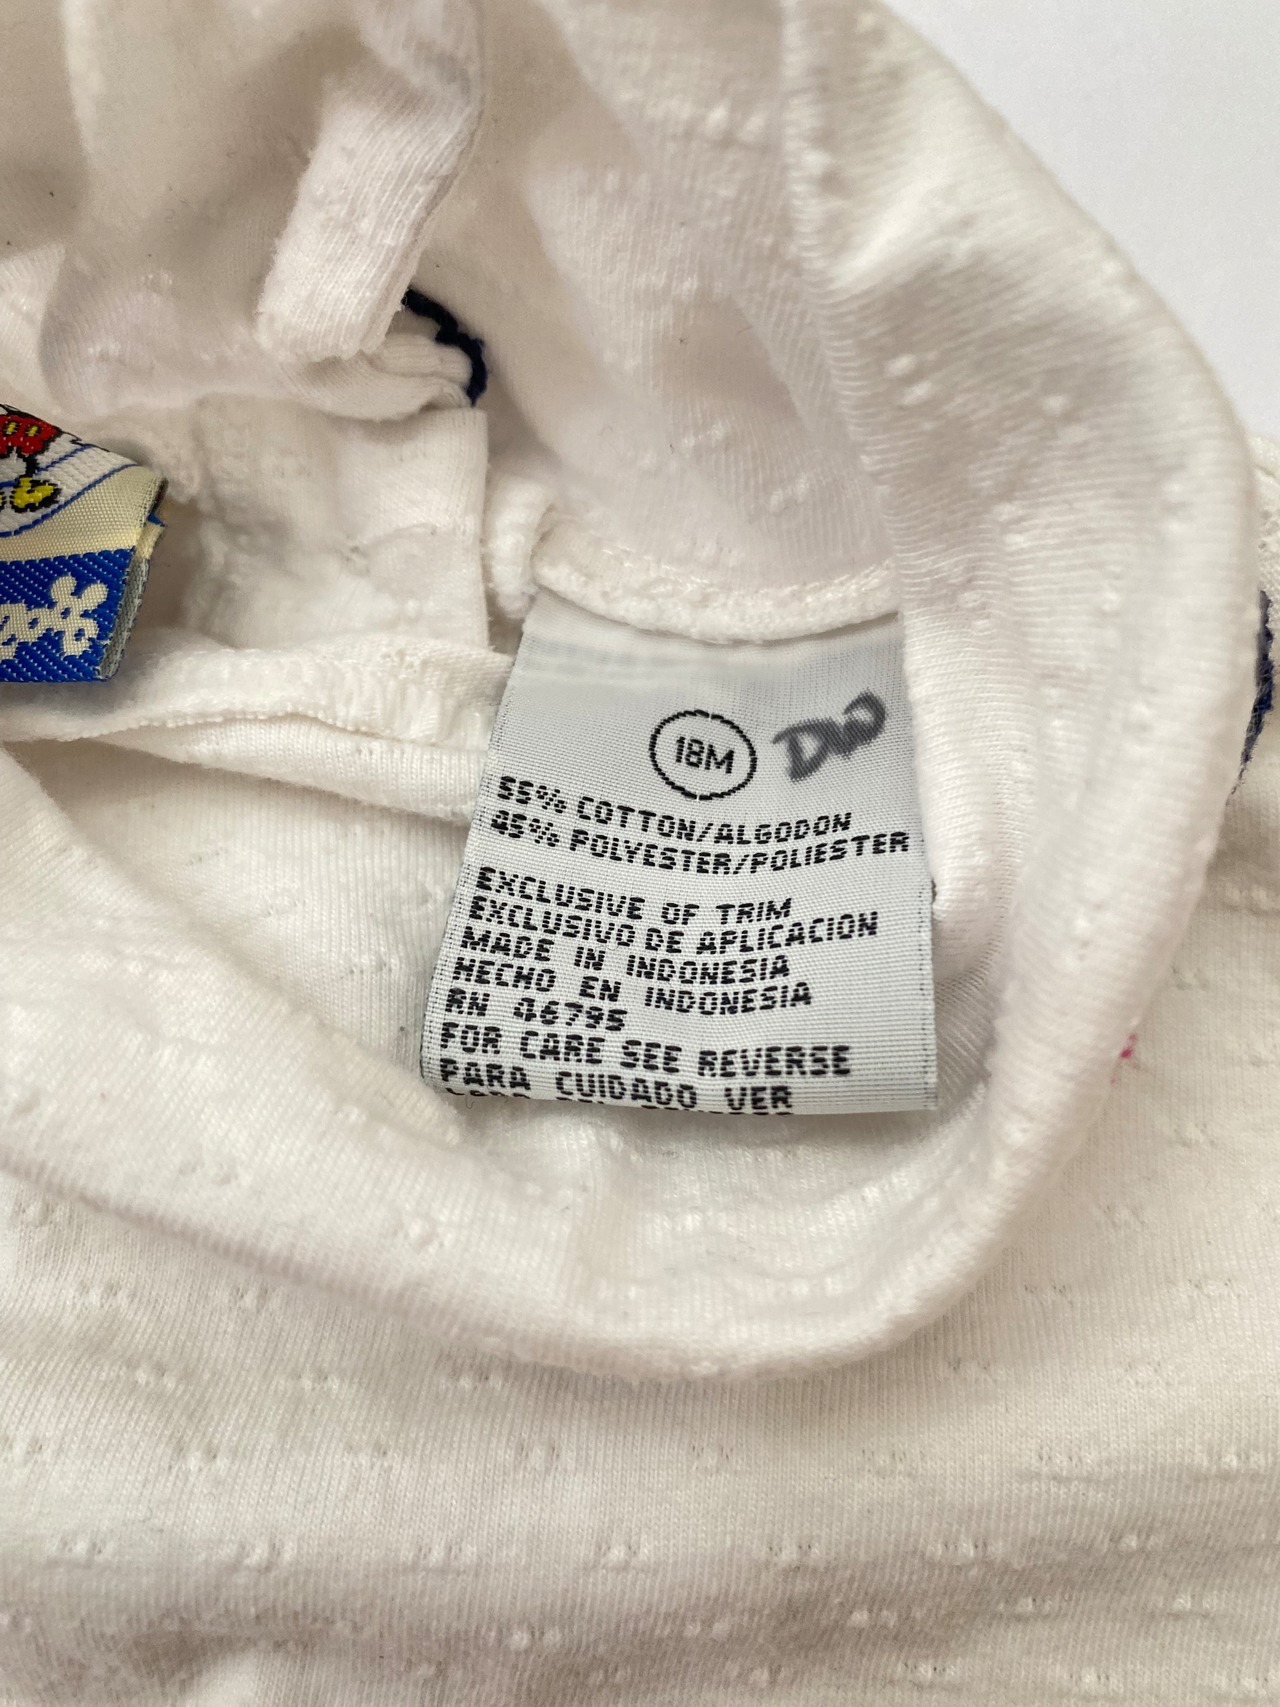 18M DWO
55% COTTON/ALGODON
45% POLYESTER/POLIESTER
EXCLUSIVE OF TRIM
EXCLUSIVO DE APLICACION
MADE IN INDONESIA
HECHO EN INDONESIA
RN 46795
FOR CARE SEE REVERSE
PARA CUIDADO VER